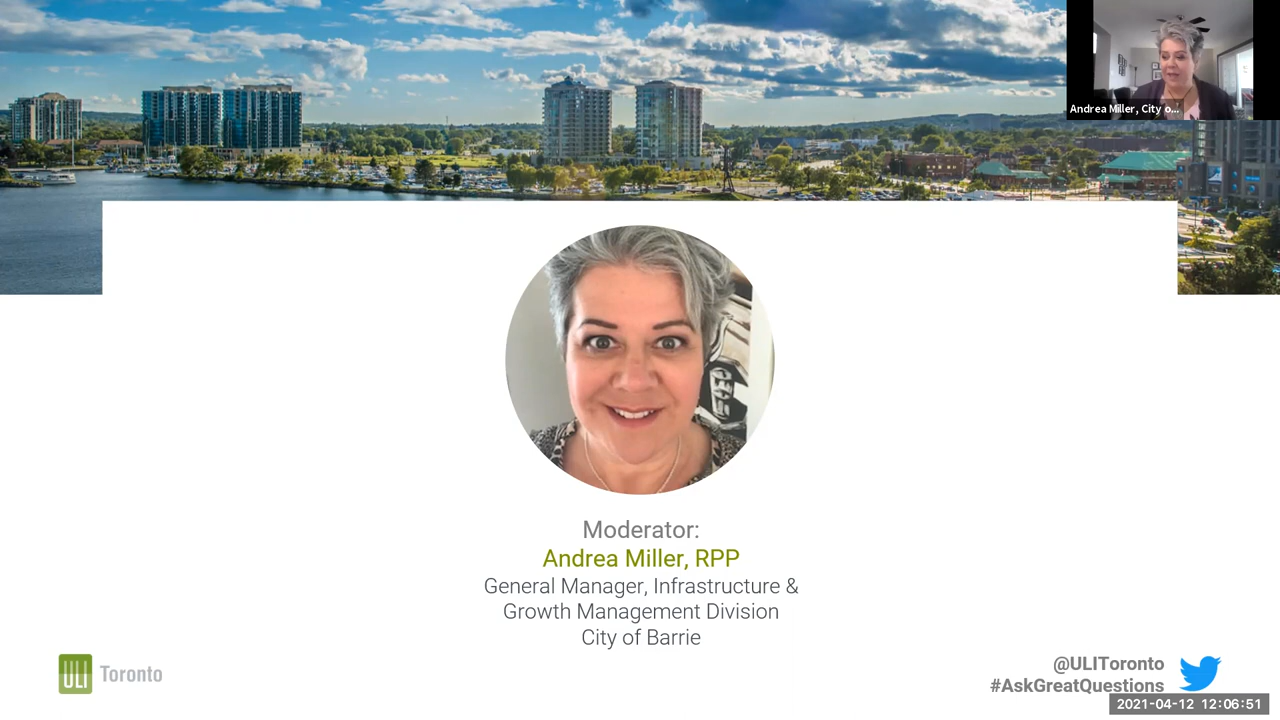 Andrea Miller, City o...
Moderator:
Andrea Miller, RPP
General Manager, Infrastructure &
Growth Management Division
City of Barrie
ULI Toronto
@ULIToronto
#AskGreatQuestions
2021-04-12 12:06:51